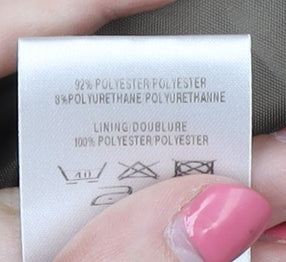 92% POLYESTER/POLYESTER
8%POLYURETHANE/POLYURETHANNE
LINING/DOUBLURE
100% POLYESTER/POLYESTER
40